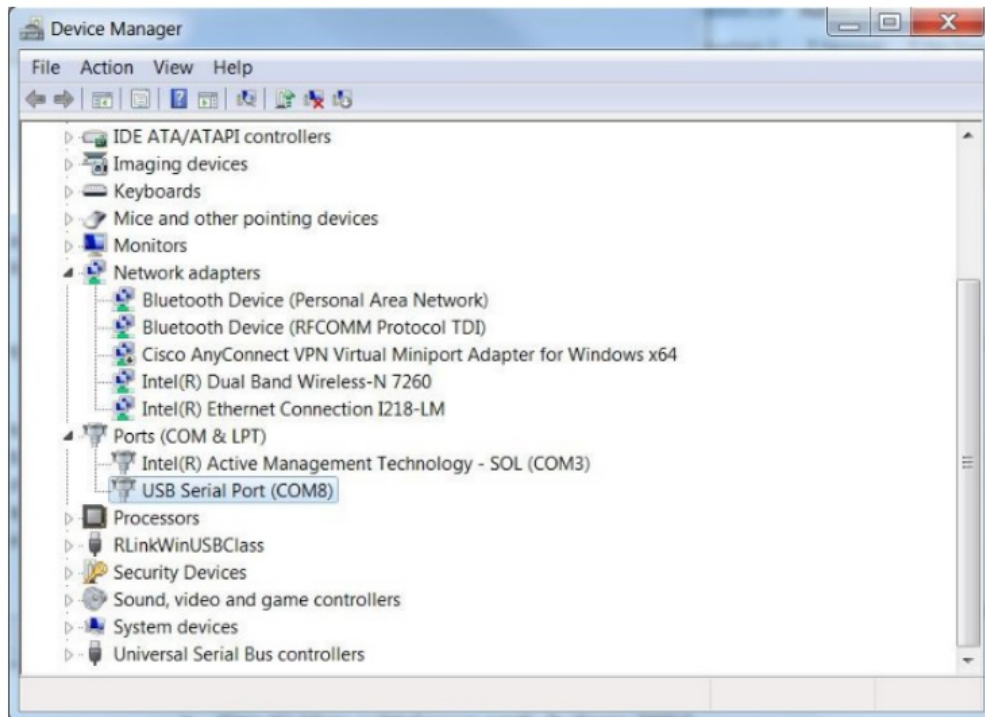 Device Manager
File Action View Help
IDE ATA/ATAPI controllers
Imaging devices
Keyboards
Mice and other pointing devices
Monitors
Network adapters
Bluetooth Device (Personal Area Network)
Bluetooth Device (RFCOMM Protocol TDI)
Cisco AnyConnect VPN Virtual Miniport Adapter for Windows x64
Intel(R) Dual Band Wireless-N 7260
Intel(R) Ethernet Connection I218-LM
Ports (COM & LPT)
Intel(R) Active Management Technology - SOL (COM3)
USB Serial Port (COM8)
Processors
RLinkWinUSBClass
Security Devices
Sound, video and game controllers
System devices
Universal Serial Bus controllers